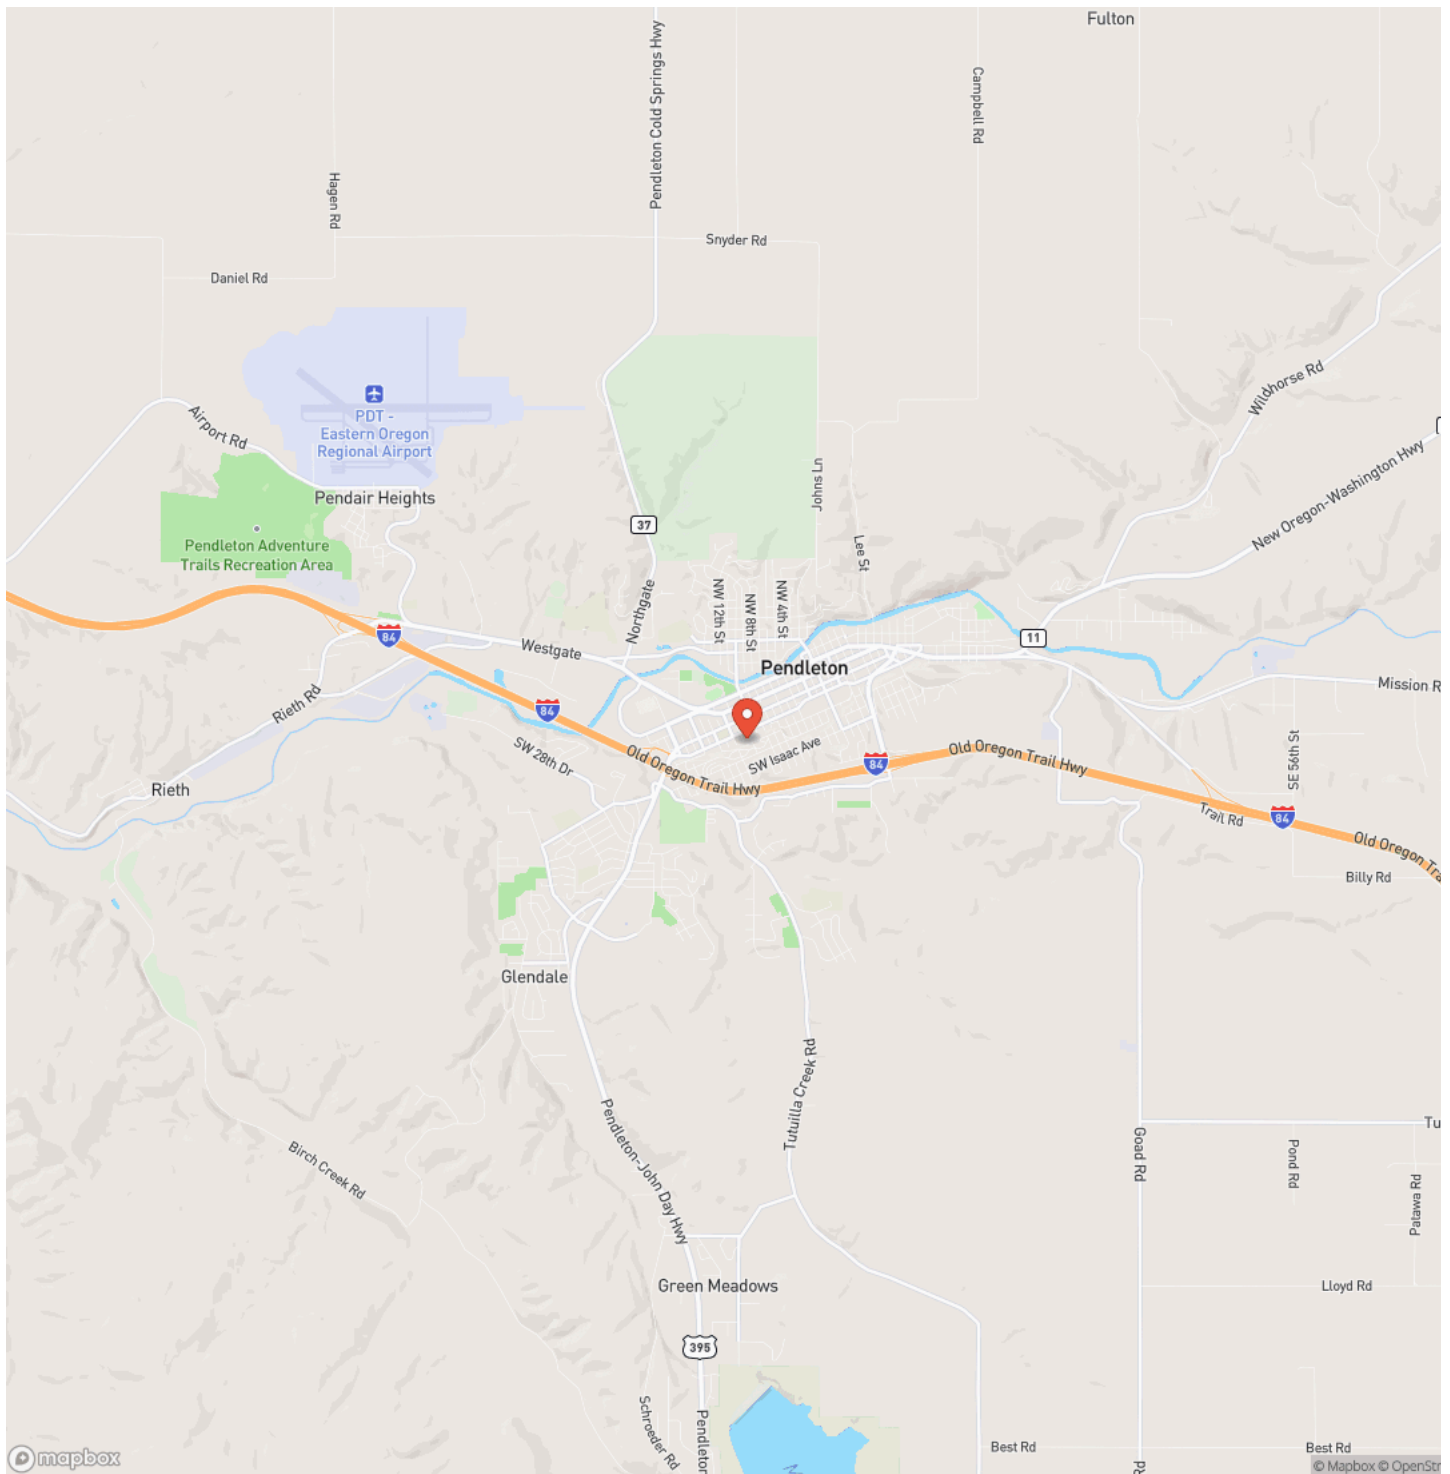 Fulton
Pendleton Cold Springs Hwy
Campbell Rd
Hagen Rd
Snyder Rd
Daniel Rd
Wildhorse Rd
PDT -
Eastern Oregon
Regional Airport
Airport Rd
New Oregon-Washington Hwy
Johns Ln
Pendair Heights
37
Lee St
Pendleton Adventure
Trails Recreation Area
Northgate
NW 12th St
NW 8th St
NW 4th St
84
11
Westgate
Pendleton
Mission R
Rieth Rd
84
SW 28th Dr
Old Oregon Trail Hwy
SW Isaac Ave
84
Old Oregon Trail Hwy
SE 56th St
Rieth
Trail Rd
84
Old Oregon Tra
Billy Rd
Glendale
Tutuilla Creek Rd
Pendleton-John Day Hwy
Tu
Goad Rd
Pond Rd
Birch Creek Rd
Patawa Rd
Green Meadows
Lloyd Rd
395
Schroeder Rd
Pendleton
Best Rd
Best Rd
mapbox
© Mapbox © OpenStr